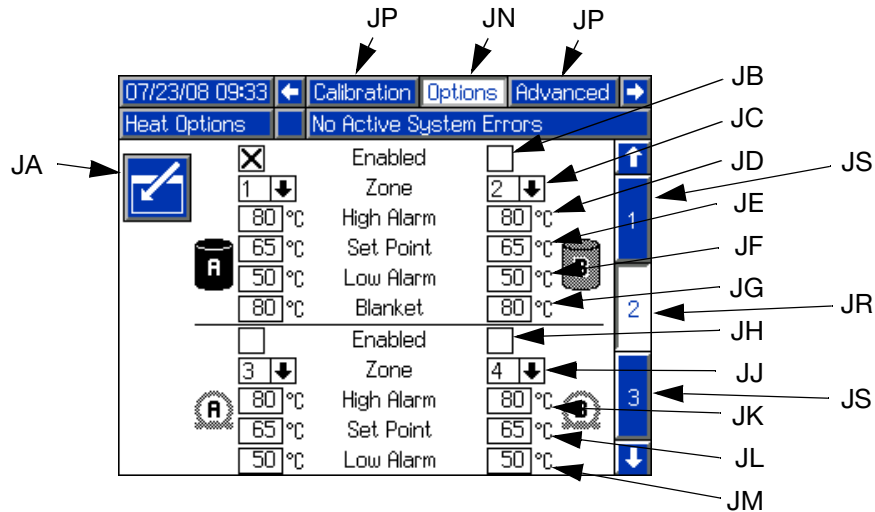 JP JN JP
07/23/08 09:33 Calibration Options Advanced
JB
Heat Options No Active System Errors
JC
Enabled
JA
JD
1 Zone 2
JS
80 °C High Alarm 80 °C
1
JE
65 °C Set Point 65 °C
JF
A B
50 °C Low Alarm 50 °C
JG
80 °C Blanket 80 °C
2
JR
Enabled
JH
3 Zone 4
JJ
80 °C High Alarm 80 °C
3
JS
A B
JK
65 °C Set Point 65 °C
JL
50 °C Low Alarm 50 °C
JM